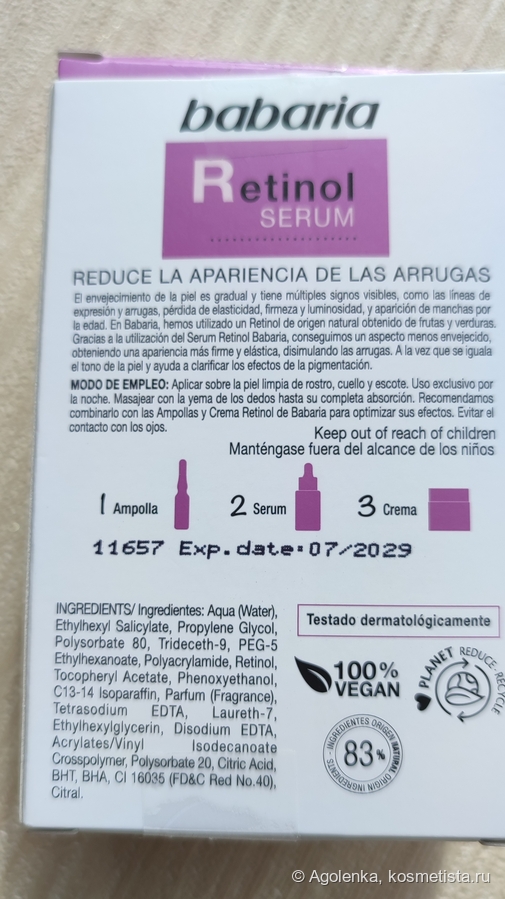 babaria
Retinol
SERUM
REDUCE LA APARIENCIA DE LAS ARRUGAS
El envejecimiento de la piel es gradual y tiene múltiples signos visibles, como las líneas de
expresión y arrugas, pérdida de elasticidad, firmeza y luminosidad, y aparición de manchas por
la edad. En Babaria, hemos utilizado un Retinol de origen natural obtenido de frutas y verduras.
Gracias a la utilización del Serum Retinol Babaria, conseguimos un aspecto menos envejecido,
obteniendo una apariencia más firme y elástica, disimulando las arrugas. A la vez que se iguala
el tono de la piel y ayuda a clarificar los efectos de la pigmentación.
MODO DE EMPLEO: Aplicar sobre la piel limpia de rostro, cuello y escote. Uso exclusivo por
la noche. Masajear con la yema de los dedos hasta su completa absorción. Recomendamos
combinarlo con las Ampollas y Crema Retinol de Babaria para optimizar sus efectos. Evitar el
contacto con los ojos.
Keep out of reach of children
Manténgase fuera del alcance de los niños
1 Ampolla 2 Serum 3 Crema
11657 Exp.date:07/2029
INGREDIENTS/ Ingredientes: Aqua (Water),
Ethylhexyl Salicylate, Propylene Glycol,
Polysorbate 80, Trideceth-9, PEG-5
Ethylhexanoate, Polyacrylamide, Retinol,
Tocopheryl Acetate, Phenoxyethanol,
C13-14 Isoparaffin, Parfum (Fragrance),
Tetrasodium EDTA, Laureth-7,
Ethylhexylglycerin, Disodium EDTA,
Acrylates/Vinyl Isodecanoate
Crosspolymer, Polysorbate 20, Citric Acid,
BHT, BHA, CI 16035 (FD&C Red No.40),
Citral.
Testado dermatológicamente
100%
VEGAN
PLANET REDUCE·RECYCLE
INGREDIENTES ORIGEN NATURAL
83%
NATURAL ORIGIN INGREDIENTS
© Agolenka, kosmetista.ru